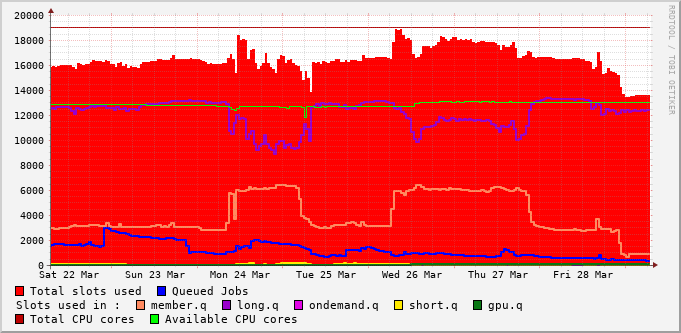 20000
18000
16000
14000
12000
10000
8000
6000
4000
2000
0
Sat 22 Mar Sun 23 Mar Mon 24 Mar Tue 25 Mar Wed 26 Mar Thu 27 Mar Fri 28 Mar
Total slots used Queued Jobs
Slots used in : member.q long.q ondemand.q short.q gpu.q
Total CPU cores Available CPU cores
RRDTOOL / TOBI OETIKER